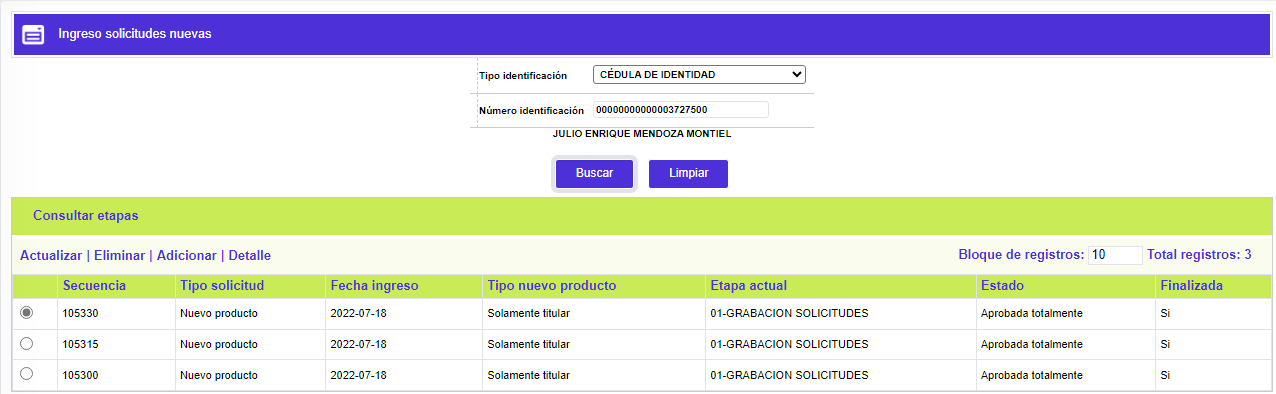 Ingreso solicitudes nuevas
Tipo identificación CÉDULA DE IDENTIDAD
Número identificación 00000000000003727500
JULIO ENRIQUE MENDOZA MONTIEL
Buscar Limpiar
Consultar etapas
Actualizar | Eliminar | Adicionar | Detalle Bloque de registros: 10 Total registros: 3
Secuencia Tipo solicitud Fecha ingreso Tipo nuevo producto Etapa actual Estado Finalizada
105330 Nuevo producto 2022-07-18 Solamente titular 01-GRABACION SOLICITUDES Aprobada totalmente Si
105315 Nuevo producto 2022-07-18 Solamente titular 01-GRABACION SOLICITUDES Aprobada totalmente Si
105300 Nuevo producto 2022-07-18 Solamente titular 01-GRABACION SOLICITUDES Aprobada totalmente Si